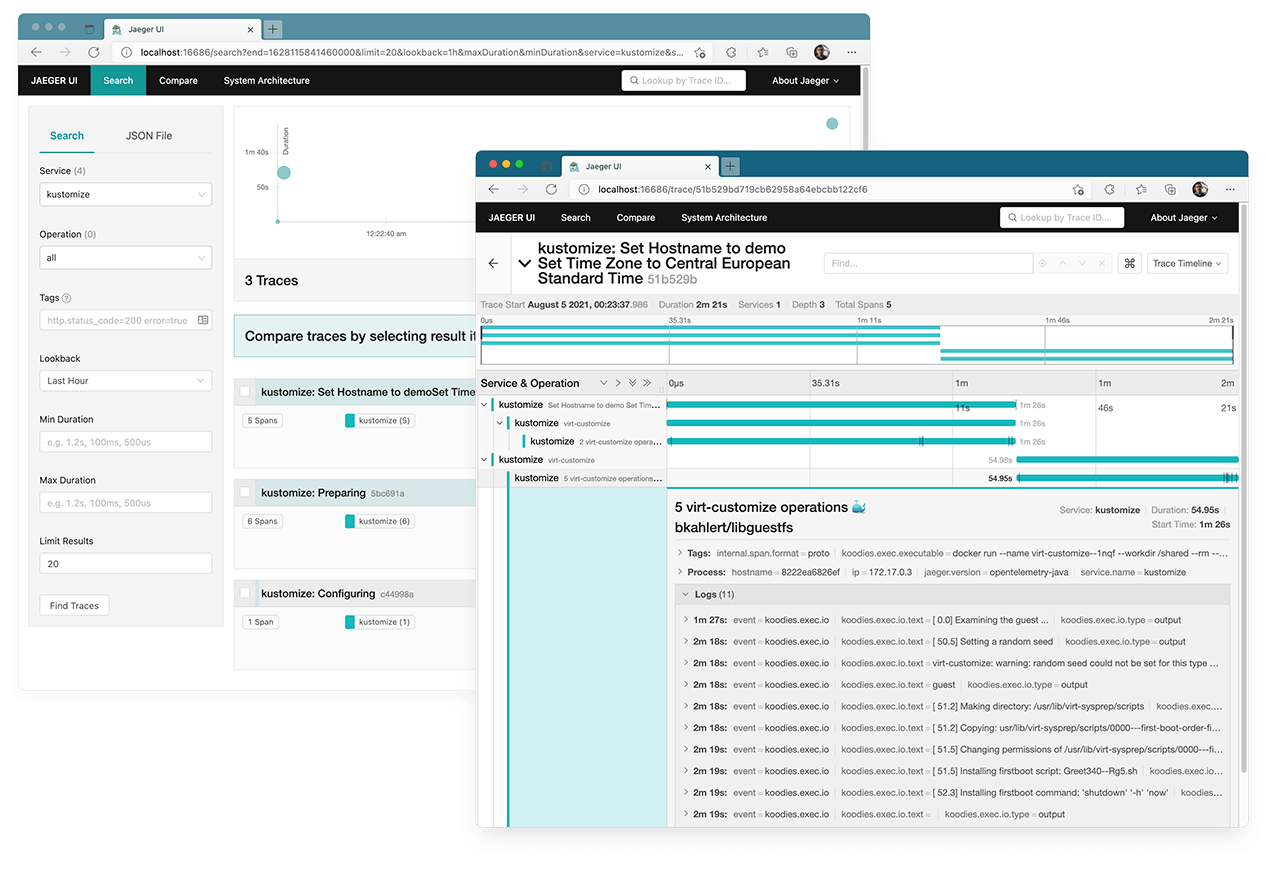 Jaeger UI
localhost:16686/search?end=1628115841460000&limit=20&lookback=1h&maxDuration&minDuration&service=kustomize&s...
JAEGER UI Search Compare System Architecture Lookup by Trace ID... About Jaeger
Search JSON File
Service (4)
kustomize
Operation (0)
all
Tags
http.status_code=200 error=true
Lookback
Last Hour
Min Duration
e.g. 1.2s, 100ms, 500us
Max Duration
e.g. 1.2s, 100ms, 500us
Limit Results
20
Find Traces
Duration
1m 40s
50s
12:22:40 am
3 Traces
Compare traces by selecting result it
kustomize: Set Hostname to demoSet Time
5 Spans kustomize (5)
kustomize: Preparing 5bc691a
6 Spans kustomize (6)
kustomize: Configuring c44998a
1 Span kustomize (1)
Jaeger UI
localhost:16686/trace/51b529bd719cb62958a64ebcbb122cf6
JAEGER UI Search Compare System Architecture Lookup by Trace ID... About Jaeger
kustomize: Set Hostname to demo
Set Time Zone to Central European
Standard Time 51b529b
Find... ⌘ Trace Timeline
Trace Start August 5 2021, 00:23:37.986 Duration 2m 21s Services 1 Depth 3 Total Spans 5
0μs 35.31s 1m 11s 1m 46s 2m 21s
Service & Operation 0μs 35.31s 1m 1m 2m
kustomize Set Hostname to demo Set Tim... 1m 26s
11s 46s 21s
kustomize virt-customize 1m 26s
kustomize 2 virt-customize opera... 1m 26s
kustomize virt-customize 54.98s
kustomize 5 virt-customize operations... 54.95s
5 virt-customize operations 🐳
bkahlert/libguestfs
Service: kustomize Duration: 54.95s
Start Time: 1m 26s
Tags: internal.span.format = proto koodies.exec.executable = docker run --name virt-customize--1nqf --workdir /shared --rm --...
Process: hostname = 8222ea6826ef ip = 172.17.0.3 jaeger.version = opentelemetry-java service.name = kustomize
Logs (11)
1m 27s: event = koodies.exec.io koodies.exec.io.text = [ 0.0] Examining the guest ... koodies.exec.io.type = output
2m 18s: event = koodies.exec.io koodies.exec.io.text = [ 50.5] Setting a random seed koodies.exec.io.type = output
2m 18s: event = koodies.exec.io koodies.exec.io.text = virt-customize: warning: random seed could not be set for this type ...
2m 18s: event = koodies.exec.io koodies.exec.io.text = guest koodies.exec.io.type = output
2m 18s: event = koodies.exec.io koodies.exec.io.text = [ 51.2] Making directory: /usr/lib/virt-sysprep/scripts koodies.exec....
2m 18s: event = koodies.exec.io koodies.exec.io.text = [ 51.2] Copying: usr/lib/virt-sysprep/scripts/0000---first-boot-order-fi...
2m 19s: event = koodies.exec.io koodies.exec.io.text = [ 51.5] Changing permissions of /usr/lib/virt-sysprep/scripts/0000---fi...
2m 19s: event = koodies.exec.io koodies.exec.io.text = [ 51.5] Installing firstboot script: Greet340--Rg5.sh koodies.exec.io...
2m 19s: event = koodies.exec.io koodies.exec.io.text = [ 52.3] Installing firstboot command: 'shutdown' '-h' 'now' koodies....
2m 19s: event = koodies.exec.io koodies.exec.io.text = koodies.exec.io.type = output